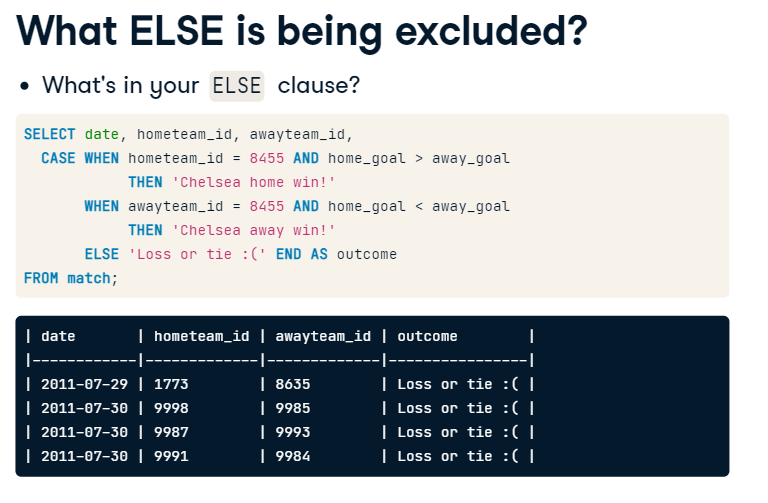 What ELSE is being excluded?
• What's in your ELSE clause?
SELECT date, hometeam_id, awayteam_id,
  CASE WHEN hometeam_id = 8455 AND home_goal > away_goal
            THEN 'Chelsea home win!'
       WHEN awayteam_id = 8455 AND home_goal < away_goal
            THEN 'Chelsea away win!'
       ELSE 'Loss or tie :(' END AS outcome
FROM match;
| date       | hometeam_id | awayteam_id | outcome        |
|------------|-------------|-------------|----------------|
| 2011-07-29 | 1773        | 8635        | Loss or tie :( |
| 2011-07-30 | 9998        | 9985        | Loss or tie :( |
| 2011-07-30 | 9987        | 9993        | Loss or tie :( |
| 2011-07-30 | 9991        | 9984        | Loss or tie :( |